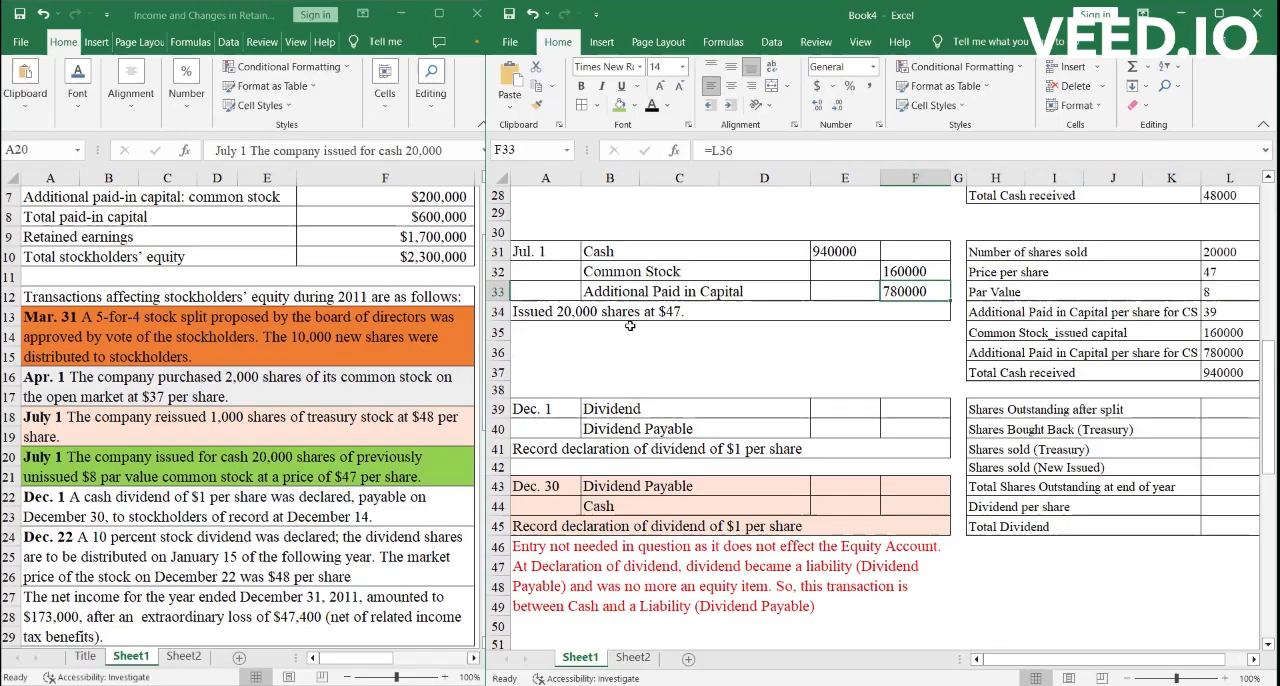 Income and Changes in Retain... Sign in
File Home Insert Page Layou Formulas Data Review View Help Tell me
Clipboard Font Alignment Number Conditional Formatting Format as Table Cell Styles Styles Cells Editing
A20 fx July 1 The company issued for cash 20,000
A B C D E F
7 Additional paid-in capital: common stock $200,000
8 Total paid-in capital $600,000
9 Retained earnings $1,700,000
10 Total stockholders’ equity $2,300,000
11
12 Transactions affecting stockholders’ equity during 2011 are as follows:
13 Mar. 31 A 5-for-4 stock split proposed by the board of directors was
14 approved by vote of the stockholders. The 10,000 new shares were
15 distributed to stockholders.
16 Apr. 1 The company purchased 2,000 shares of its common stock on
17 the open market at $37 per share.
18 July 1 The company reissued 1,000 shares of treasury stock at $48 per
19 share.
20 July 1 The company issued for cash 20,000 shares of previously
21 unissued $8 par value common stock at a price of $47 per share.
22 Dec. 1 A cash dividend of $1 per share was declared, payable on
23 December 30, to stockholders of record at December 14.
24 Dec. 22 A 10 percent stock dividend was declared; the dividend shares
25 are to be distributed on January 15 of the following year. The market
26 price of the stock on December 22 was $48 per share
27 The net income for the year ended December 31, 2011, amounted to
28 $173,000, after an extraordinary loss of $47,400 (net of related income
29 tax benefits).
Title Sheet1 Sheet2
Ready Accessibility: Investigate 100%
Book4 - Excel Sign in
VEED.IO
File Home Insert Page Layout Formulas Data Review View Help Tell me what you
Paste Clipboard
Times New R 14 B I U Font
Alignment
General $ % Number
Conditional Formatting Format as Table Cell Styles Styles
Insert Delete Format Cells
Editing
F33 fx =L36
A B C D E F G H I J K L
28 Total Cash received 48000
29
30
31 Jul. 1 Cash 940000 Number of shares sold 20000
32 Common Stock 160000 Price per share 47
33 Additional Paid in Capital 780000 Par Value 8
34 Issued 20,000 shares at $47. Additional Paid in Capital per share for CS 39
35 Common Stock_issued capital 160000
36 Additional Paid in Capital per share for CS 780000
37 Total Cash received 940000
38
39 Dec. 1 Dividend Shares Outstanding after split
40 Dividend Payable Shares Bought Back (Treasury)
41 Record declaration of dividend of $1 per share Shares sold (Treasury)
42 Shares sold (New Issued)
43 Dec. 30 Dividend Payable Total Shares Outstanding at end of year
44 Cash Dividend per share
45 Record declaration of dividend of $1 per share Total Dividend
46 Entry not needed in question as it does not effect the Equity Account.
47 At Declaration of dividend, dividend became a liability (Dividend
48 Payable) and was no more an equity item. So, this transaction is
49 between Cash and a Liability (Dividend Payable)
50
51
Sheet1 Sheet2
Ready Accessibility: Investigate 100%